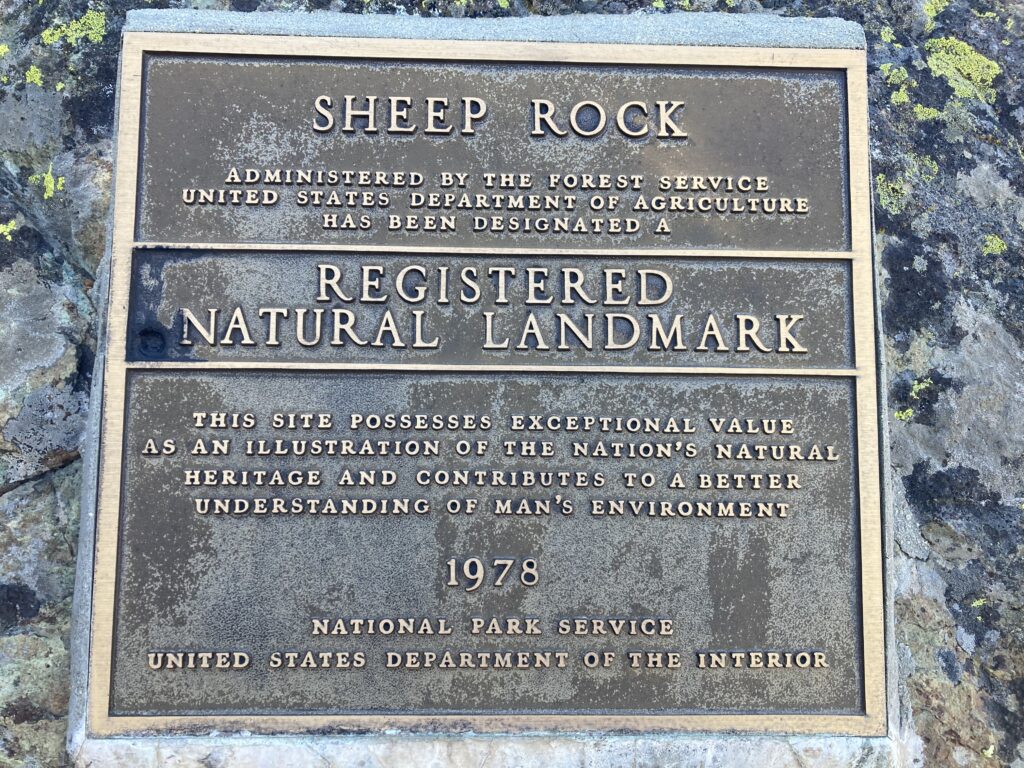 SHEEP ROCK
ADMINISTERED BY THE FOREST SERVICE
UNITED STATES DEPARTMENT OF AGRICULTURE
HAS BEEN DESIGNATED A
REGISTERED
NATURAL LANDMARK
THIS SITE POSSESSES EXCEPTIONAL VALUE
AS AN ILLUSTRATION OF THE NATION'S NATURAL
HERITAGE AND CONTRIBUTES TO A BETTER
UNDERSTANDING OF MAN'S ENVIRONMENT
1978
NATIONAL PARK SERVICE
UNITED STATES DEPARTMENT OF THE INTERIOR